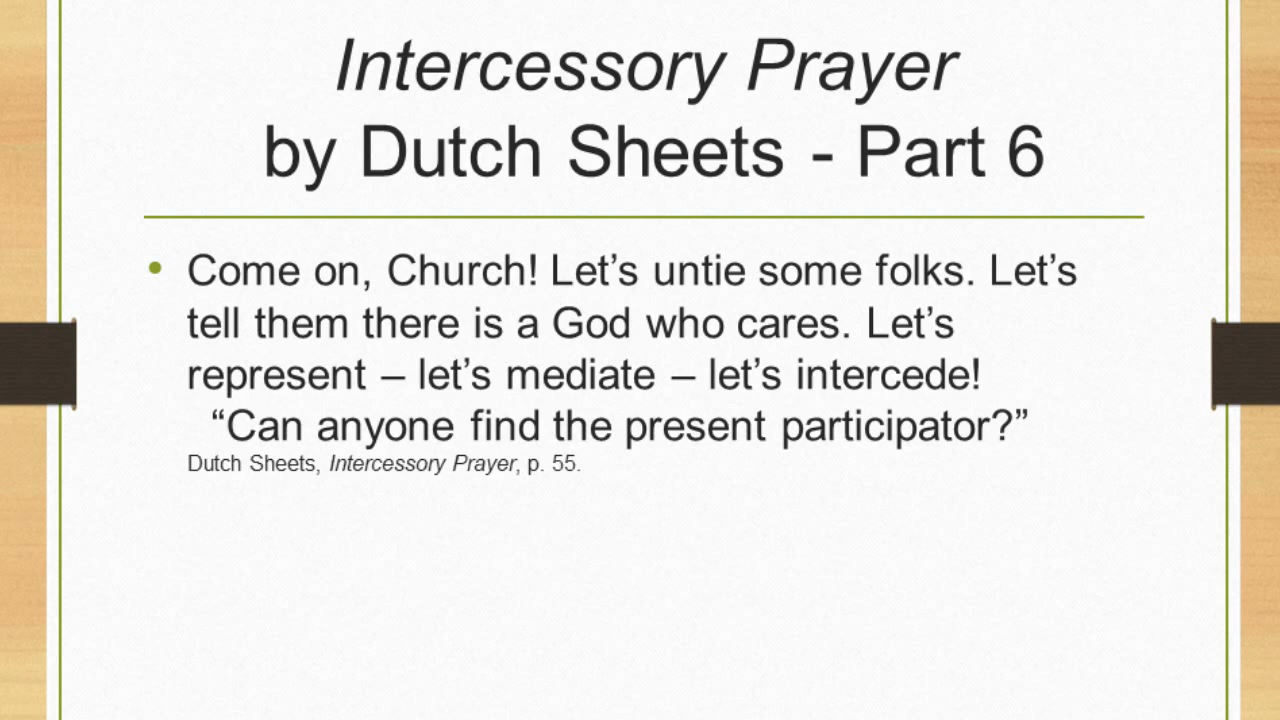 Intercessory Prayer
by Dutch Sheets - Part 6
• Come on, Church! Let’s untie some folks. Let’s
tell them there is a God who cares. Let’s
represent – let’s mediate – let’s intercede!
“Can anyone find the present participator?”
Dutch Sheets, Intercessory Prayer, p. 55.